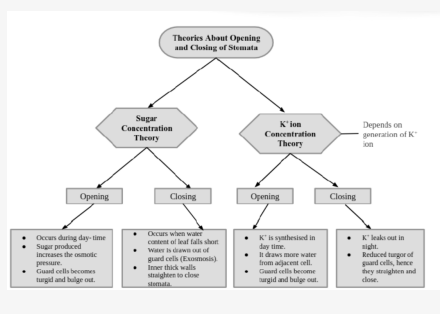 Theories About Opening
and Closing of Stomata
Sugar
Concentration
Theory
K+ ion
Concentration
Theory
Depends on
generation of K+
ion
Opening
Closing
Opening
Closing
• Occurs during day- time
• Sugar produced
increases the osmotic
pressure.
• Guard cells becomes
turgid and bulge out.
• Occurs when water
content of leaf falls short
• Water is drawn out of
guard cells (Exosmosis).
• Inner thick walls
straighten to close
stomata.
• K+ is synthesised in
day time.
• It draws more water
from adjacent cell.
• Guard cells become
turgid and bulge out.
• K+ leaks out in
night.
• Reduced turgor of
guard cells, hence
they straighten and
close.